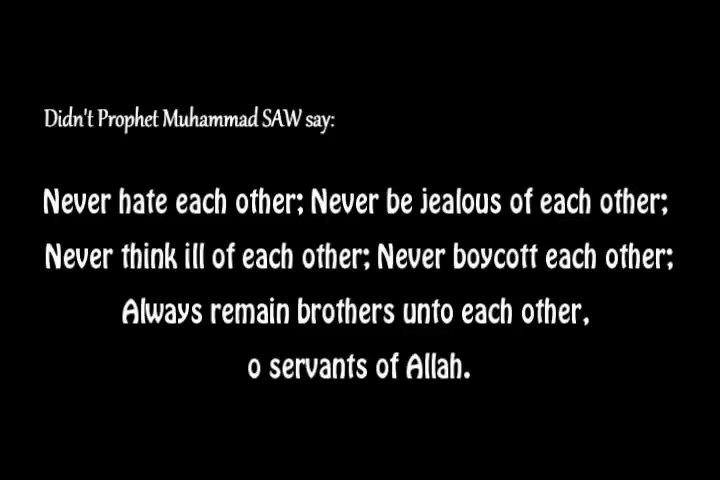 Didn't Prophet Muhammad SAW say:
Never hate each other; Never be jealous of each other;
Never think ill of each other; Never boycott each other;
Always remain brothers unto each other,
o servants of Allah.